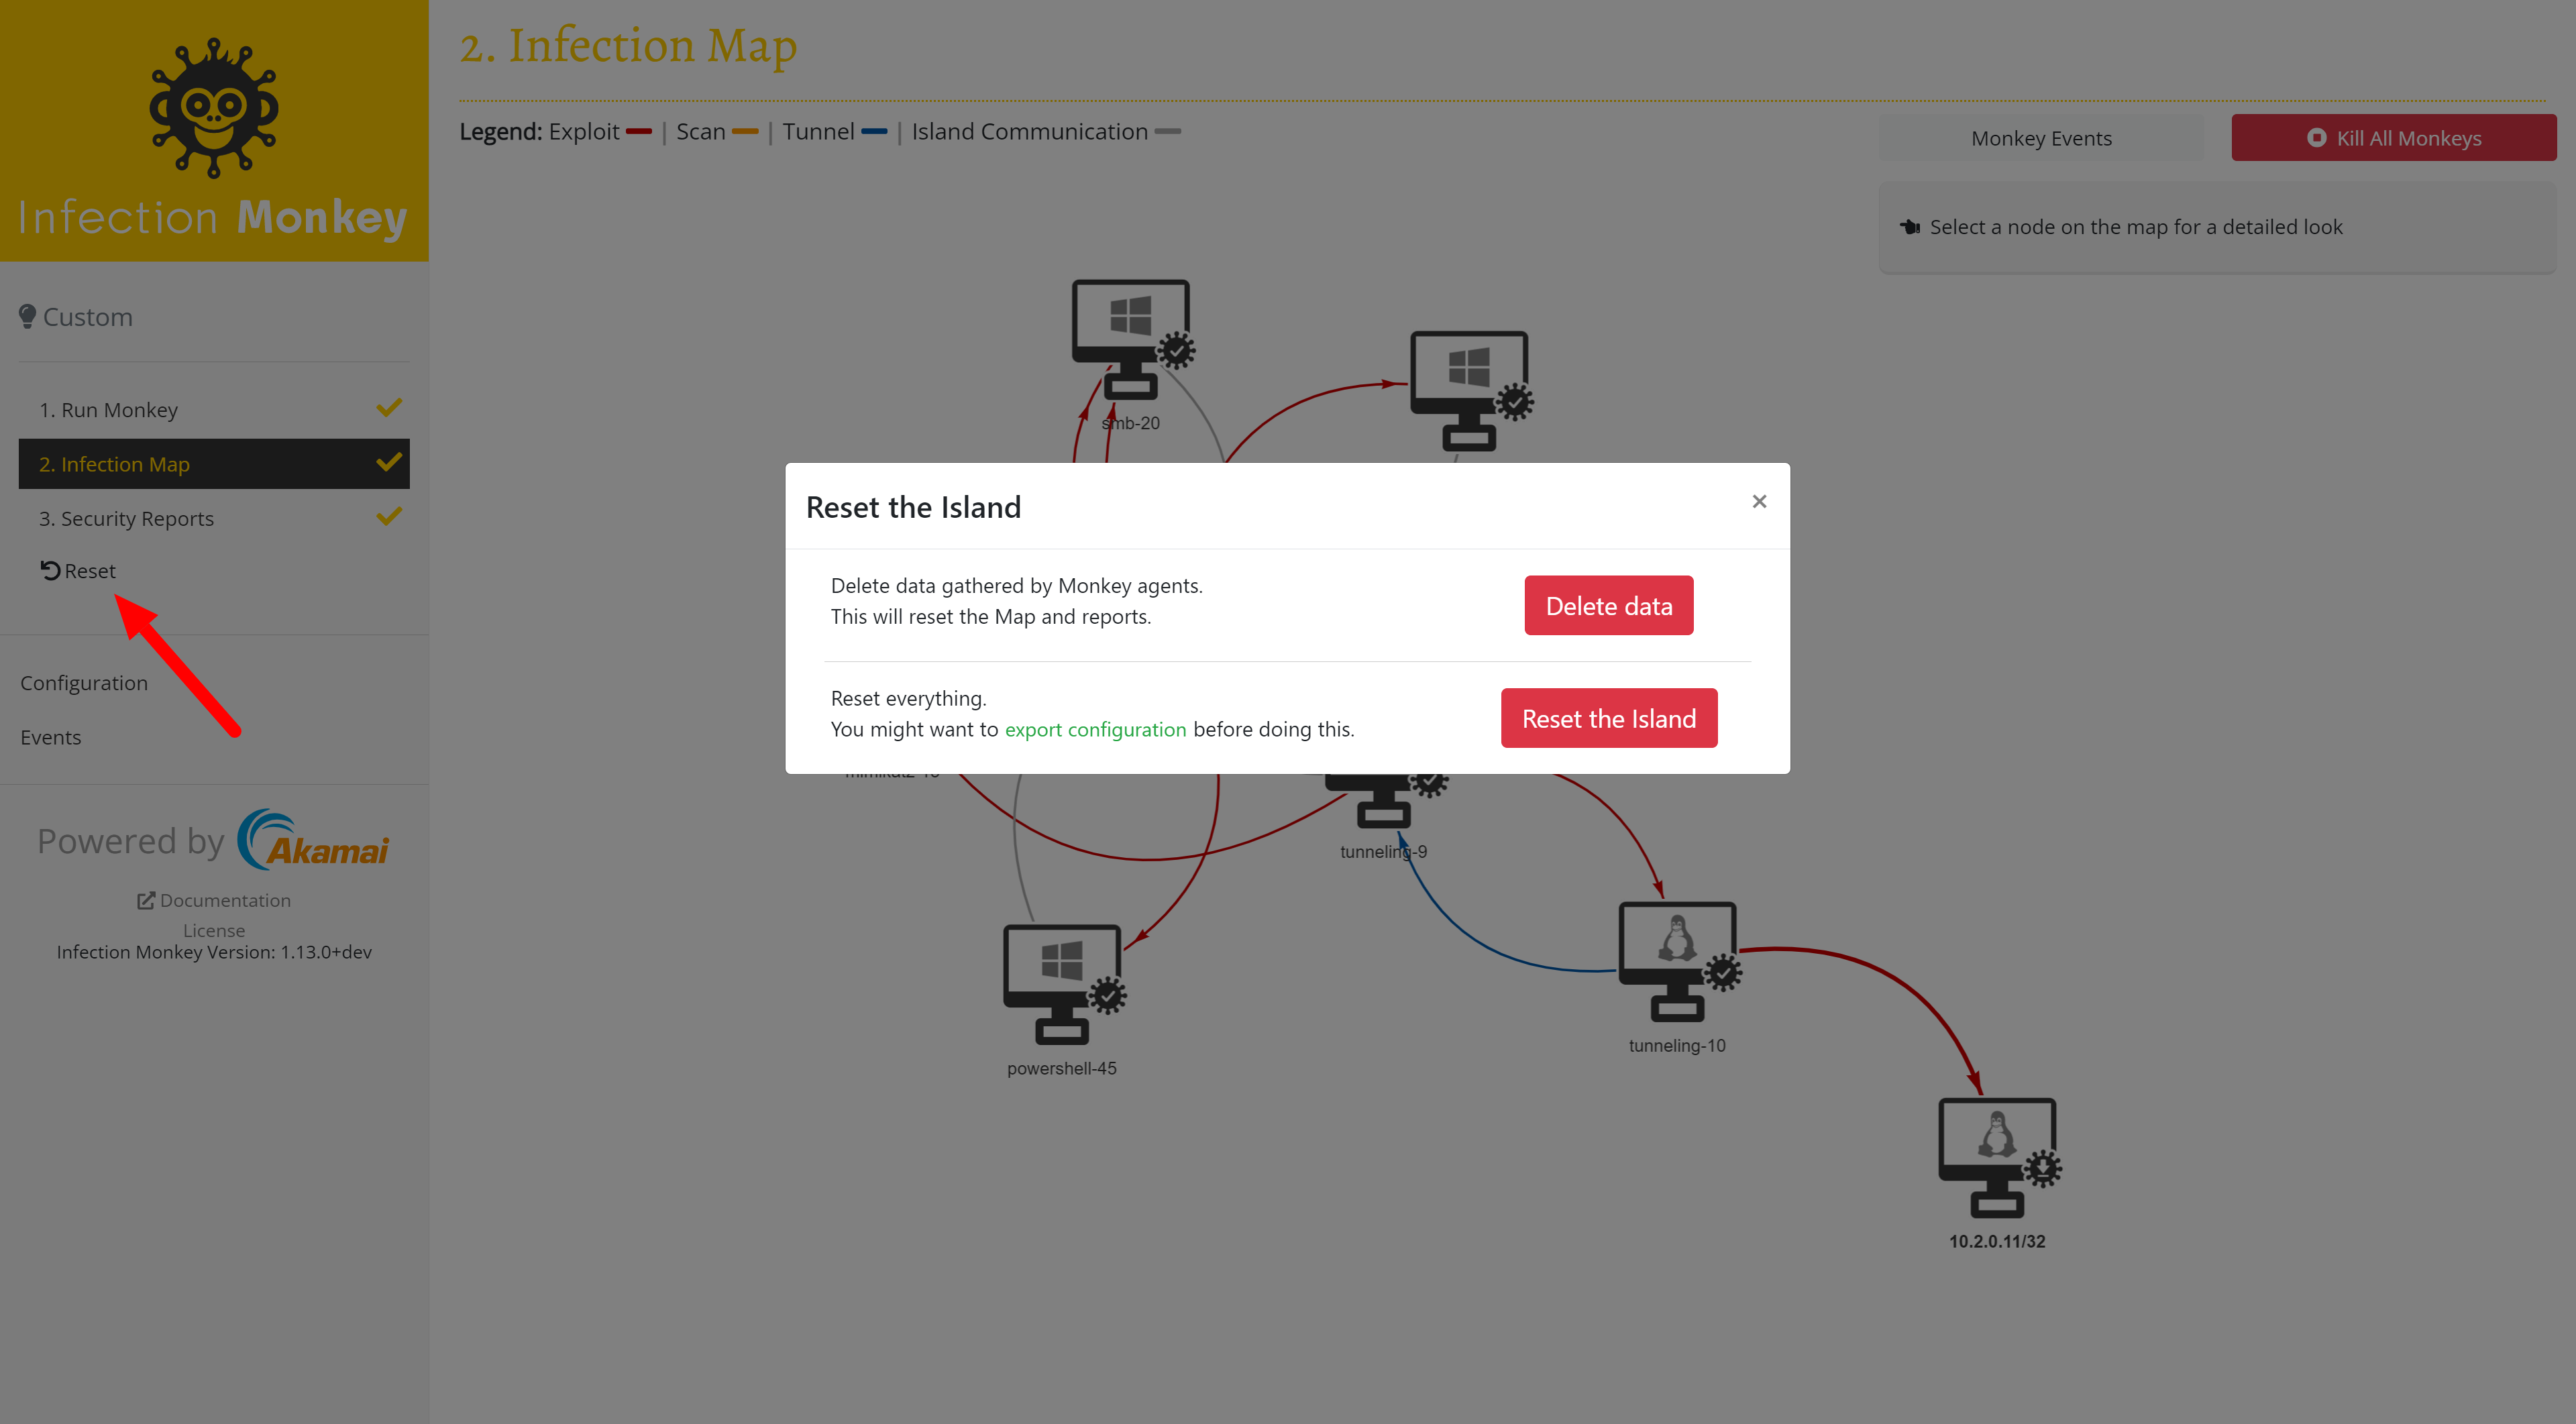 Infection Monkey
Custom
1. Run Monkey
2. Infection Map
3. Security Reports
Reset
Configuration
Events
Powered by Akamai
Documentation
License
Infection Monkey Version: 1.13.0+dev
2. Infection Map
Legend: Exploit | Scan | Tunnel | Island Communication
Monkey Events
Kill All Monkeys
Select a node on the map for a detailed look
smb-20
Reset the Island
×
Delete data gathered by Monkey agents.
This will reset the Map and reports.
Delete data
Reset everything.
You might want to export configuration before doing this.
Reset the Island
tunneling-9
tunneling-10
powershell-45
10.2.0.11/32